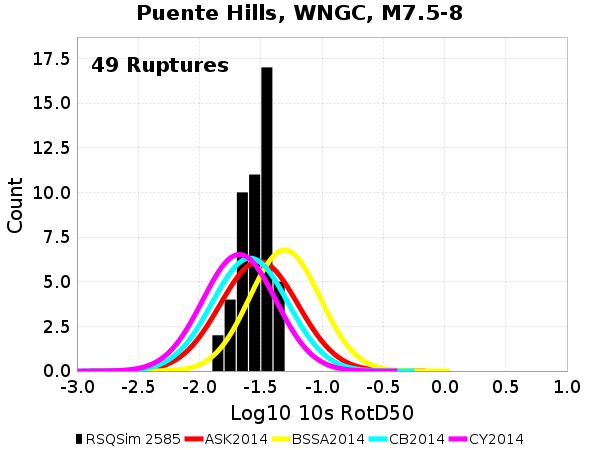 Puente Hills, WNGC, M7.5-8
49 Ruptures
Count
17.5
15.0
12.5
10.0
7.5
5.0
2.5
0.0
-3.0 -2.5 -2.0 -1.5 -1.0 -0.5 0.0 0.5 1.0
Log10 10s RotD50
RSQSim 2585 ASK2014 BSSA2014 CB2014 CY2014